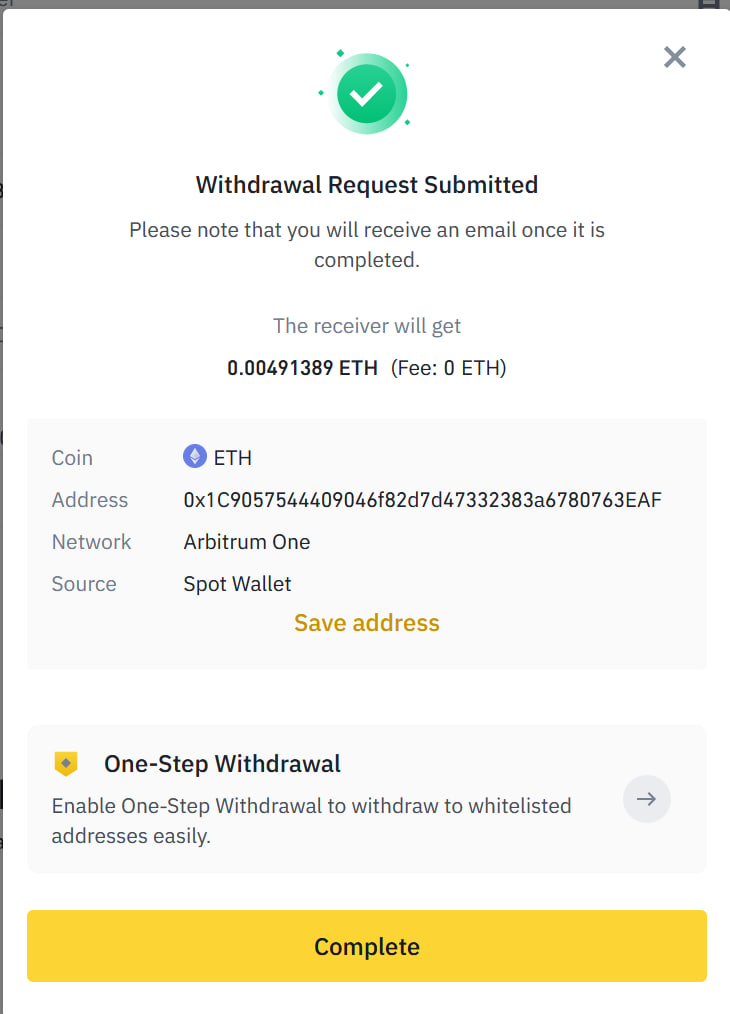 Withdrawal Request Submitted
Please note that you will receive an email once it is
completed.
The receiver will get
0.00491389 ETH (Fee: 0 ETH)
Coin ETH
Address 0x1C9057544409046f82d7d47332383a6780763EAF
Network Arbitrum One
Source Spot Wallet
Save address
One-Step Withdrawal
Enable One-Step Withdrawal to withdraw to whitelisted
addresses easily.
Complete